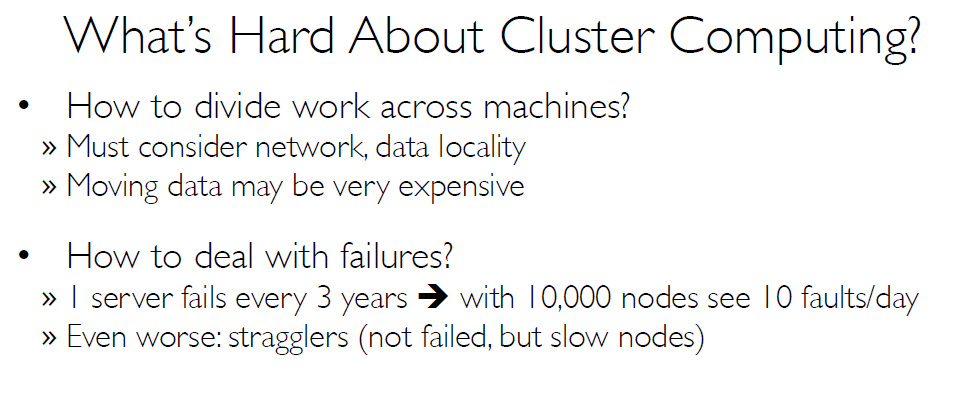 What's Hard About Cluster Computing?
• How to divide work across machines?
» Must consider network, data locality
» Moving data may be very expensive
• How to deal with failures?
» 1 server fails every 3 years ➔ with 10,000 nodes see 10 faults/day
» Even worse: stragglers (not failed, but slow nodes)